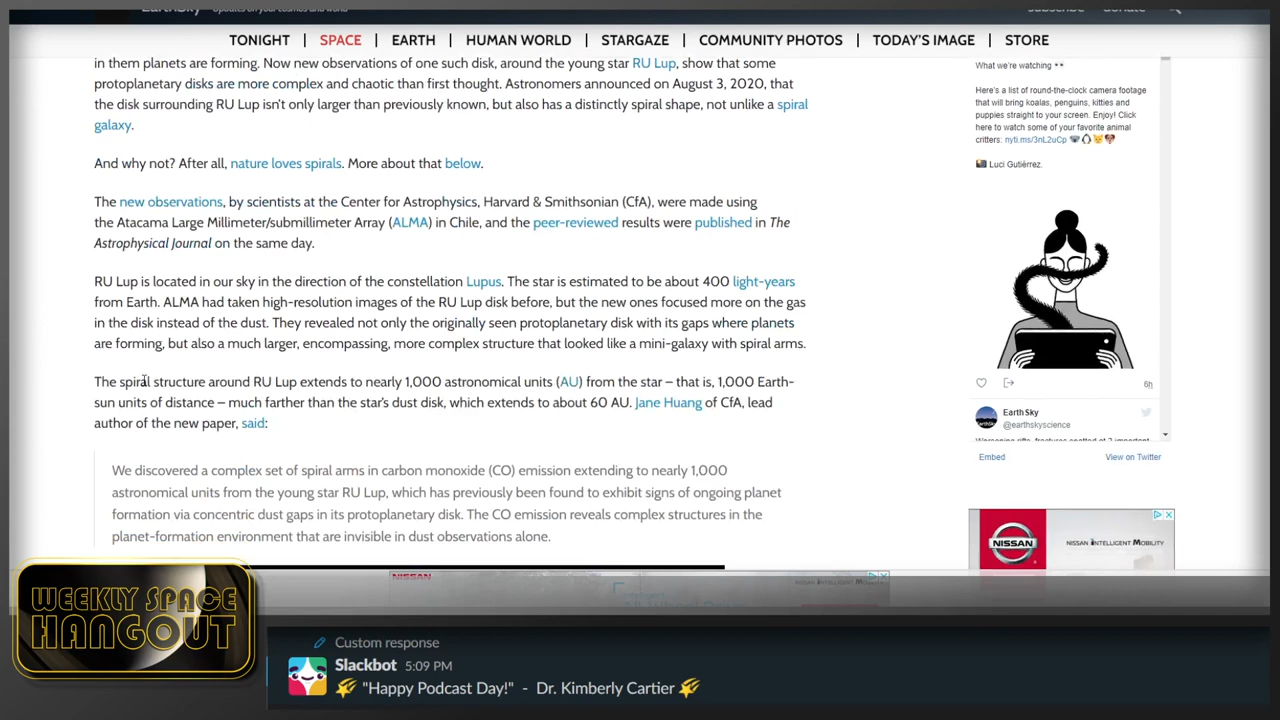 EarthSky
Updates on your cosmos and world
subscribe
donate
TONIGHT | SPACE | EARTH | HUMAN WORLD | STARGAZE | COMMUNITY PHOTOS | TODAY'S IMAGE | STORE
in them planets are forming. Now new observations of one such disk, around the young star RU Lup, show that some
protoplanetary disks are more complex and chaotic than first thought. Astronomers announced on August 3, 2020, that
the disk surrounding RU Lup isn't only larger than previously known, but also has a distinctly spiral shape, not unlike a spiral
galaxy.
And why not? After all, nature loves spirals. More about that below.
The new observations, by scientists at the Center for Astrophysics, Harvard & Smithsonian (CfA), were made using
the Atacama Large Millimeter/submillimeter Array (ALMA) in Chile, and the peer-reviewed results were published in The
Astrophysical Journal on the same day.
RU Lup is located in our sky in the direction of the constellation Lupus. The star is estimated to be about 400 light-years
from Earth. ALMA had taken high-resolution images of the RU Lup disk before, but the new ones focused more on the gas
in the disk instead of the dust. They revealed not only the originally seen protoplanetary disk with its gaps where planets
are forming, but also a much larger, encompassing, more complex structure that looked like a mini-galaxy with spiral arms.
The spiral structure around RU Lup extends to nearly 1,000 astronomical units (AU) from the star – that is, 1,000 Earth-
sun units of distance – much farther than the star's dust disk, which extends to about 60 AU. Jane Huang of CfA, lead
author of the new paper, said:
We discovered a complex set of spiral arms in carbon monoxide (CO) emission extending to nearly 1,000
astronomical units from the young star RU Lup, which has previously been found to exhibit signs of ongoing planet
formation via concentric dust gaps in its protoplanetary disk. The CO emission reveals complex structures in the
planet-formation environment that are invisible in dust observations alone.
What we're watching 👀
Here's a list of round-the-clock camera footage
that will bring koalas, penguins, kitties and
puppies straight to your screen. Enjoy! Click
here to watch some of your favorite animal
critters: nyti.ms/3nL2uCp 🐨🐧😺🐶
📷 Luci Gutiérrez.
6h
EarthSky
@earthskyscience
Embed
View on Twitter
NISSAN
NISSAN INTELLIGENT MOBILITY
NISSAN
NISSAN INTELLIGENT MOBILITY
WEEKLY SPACE
HANGOUT
Custom response
Slackbot 5:09 PM
"Happy Podcast Day!" - Dr. Kimberly Cartier